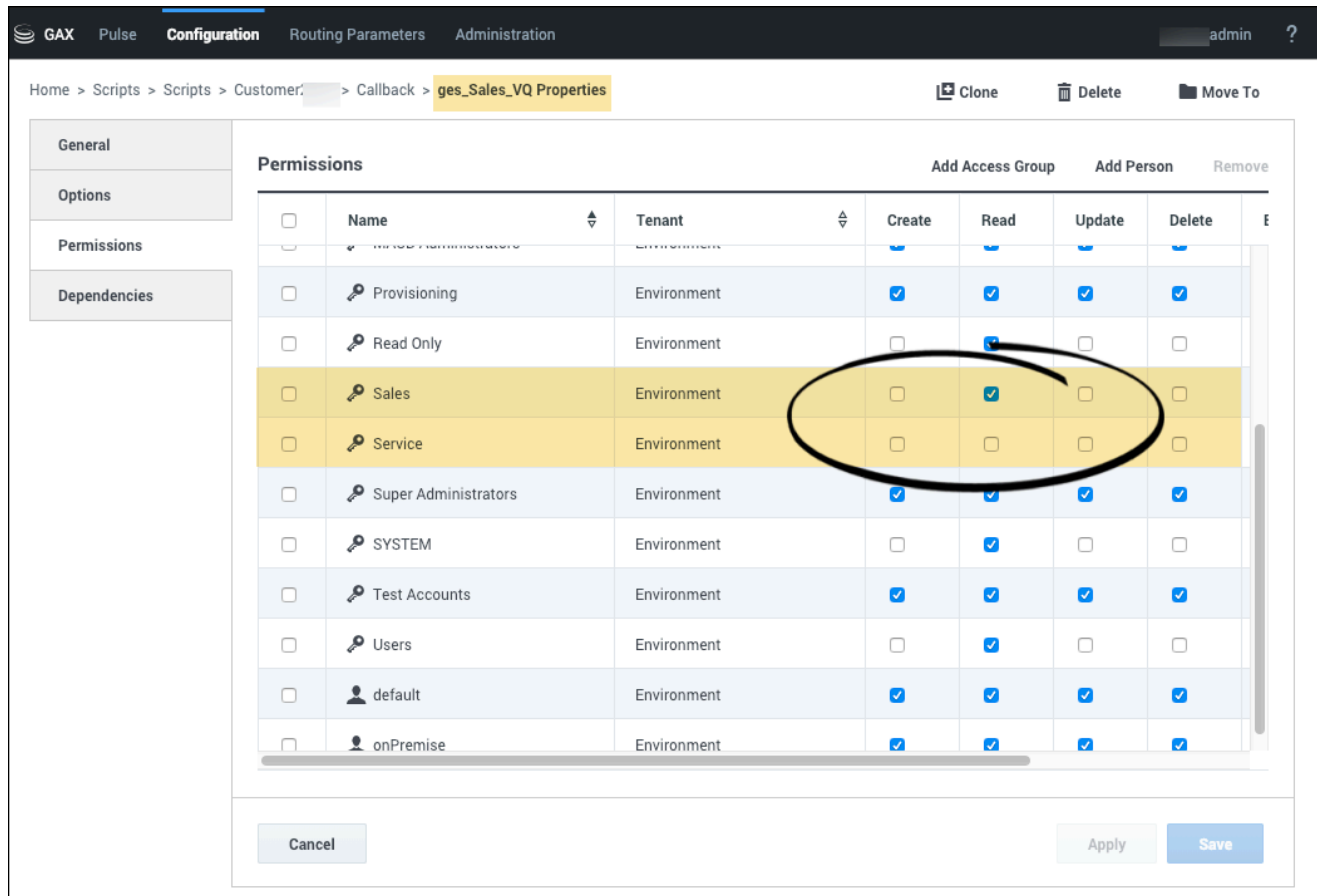 GAX Pulse Configuration Routing Parameters Administration admin ?
Home > Scripts > Scripts > Customer > Callback > ges_Sales_VQ Properties Clone Delete Move To
General
Options
Permissions
Dependencies
Permissions Add Access Group Add Person Remove
Name Tenant Create Read Update Delete
Provisioning Environment
Read Only Environment
Sales Environment
Service Environment
Super Administrators Environment
SYSTEM Environment
Test Accounts Environment
Users Environment
default Environment
onPremise Environment
Cancel Apply Save